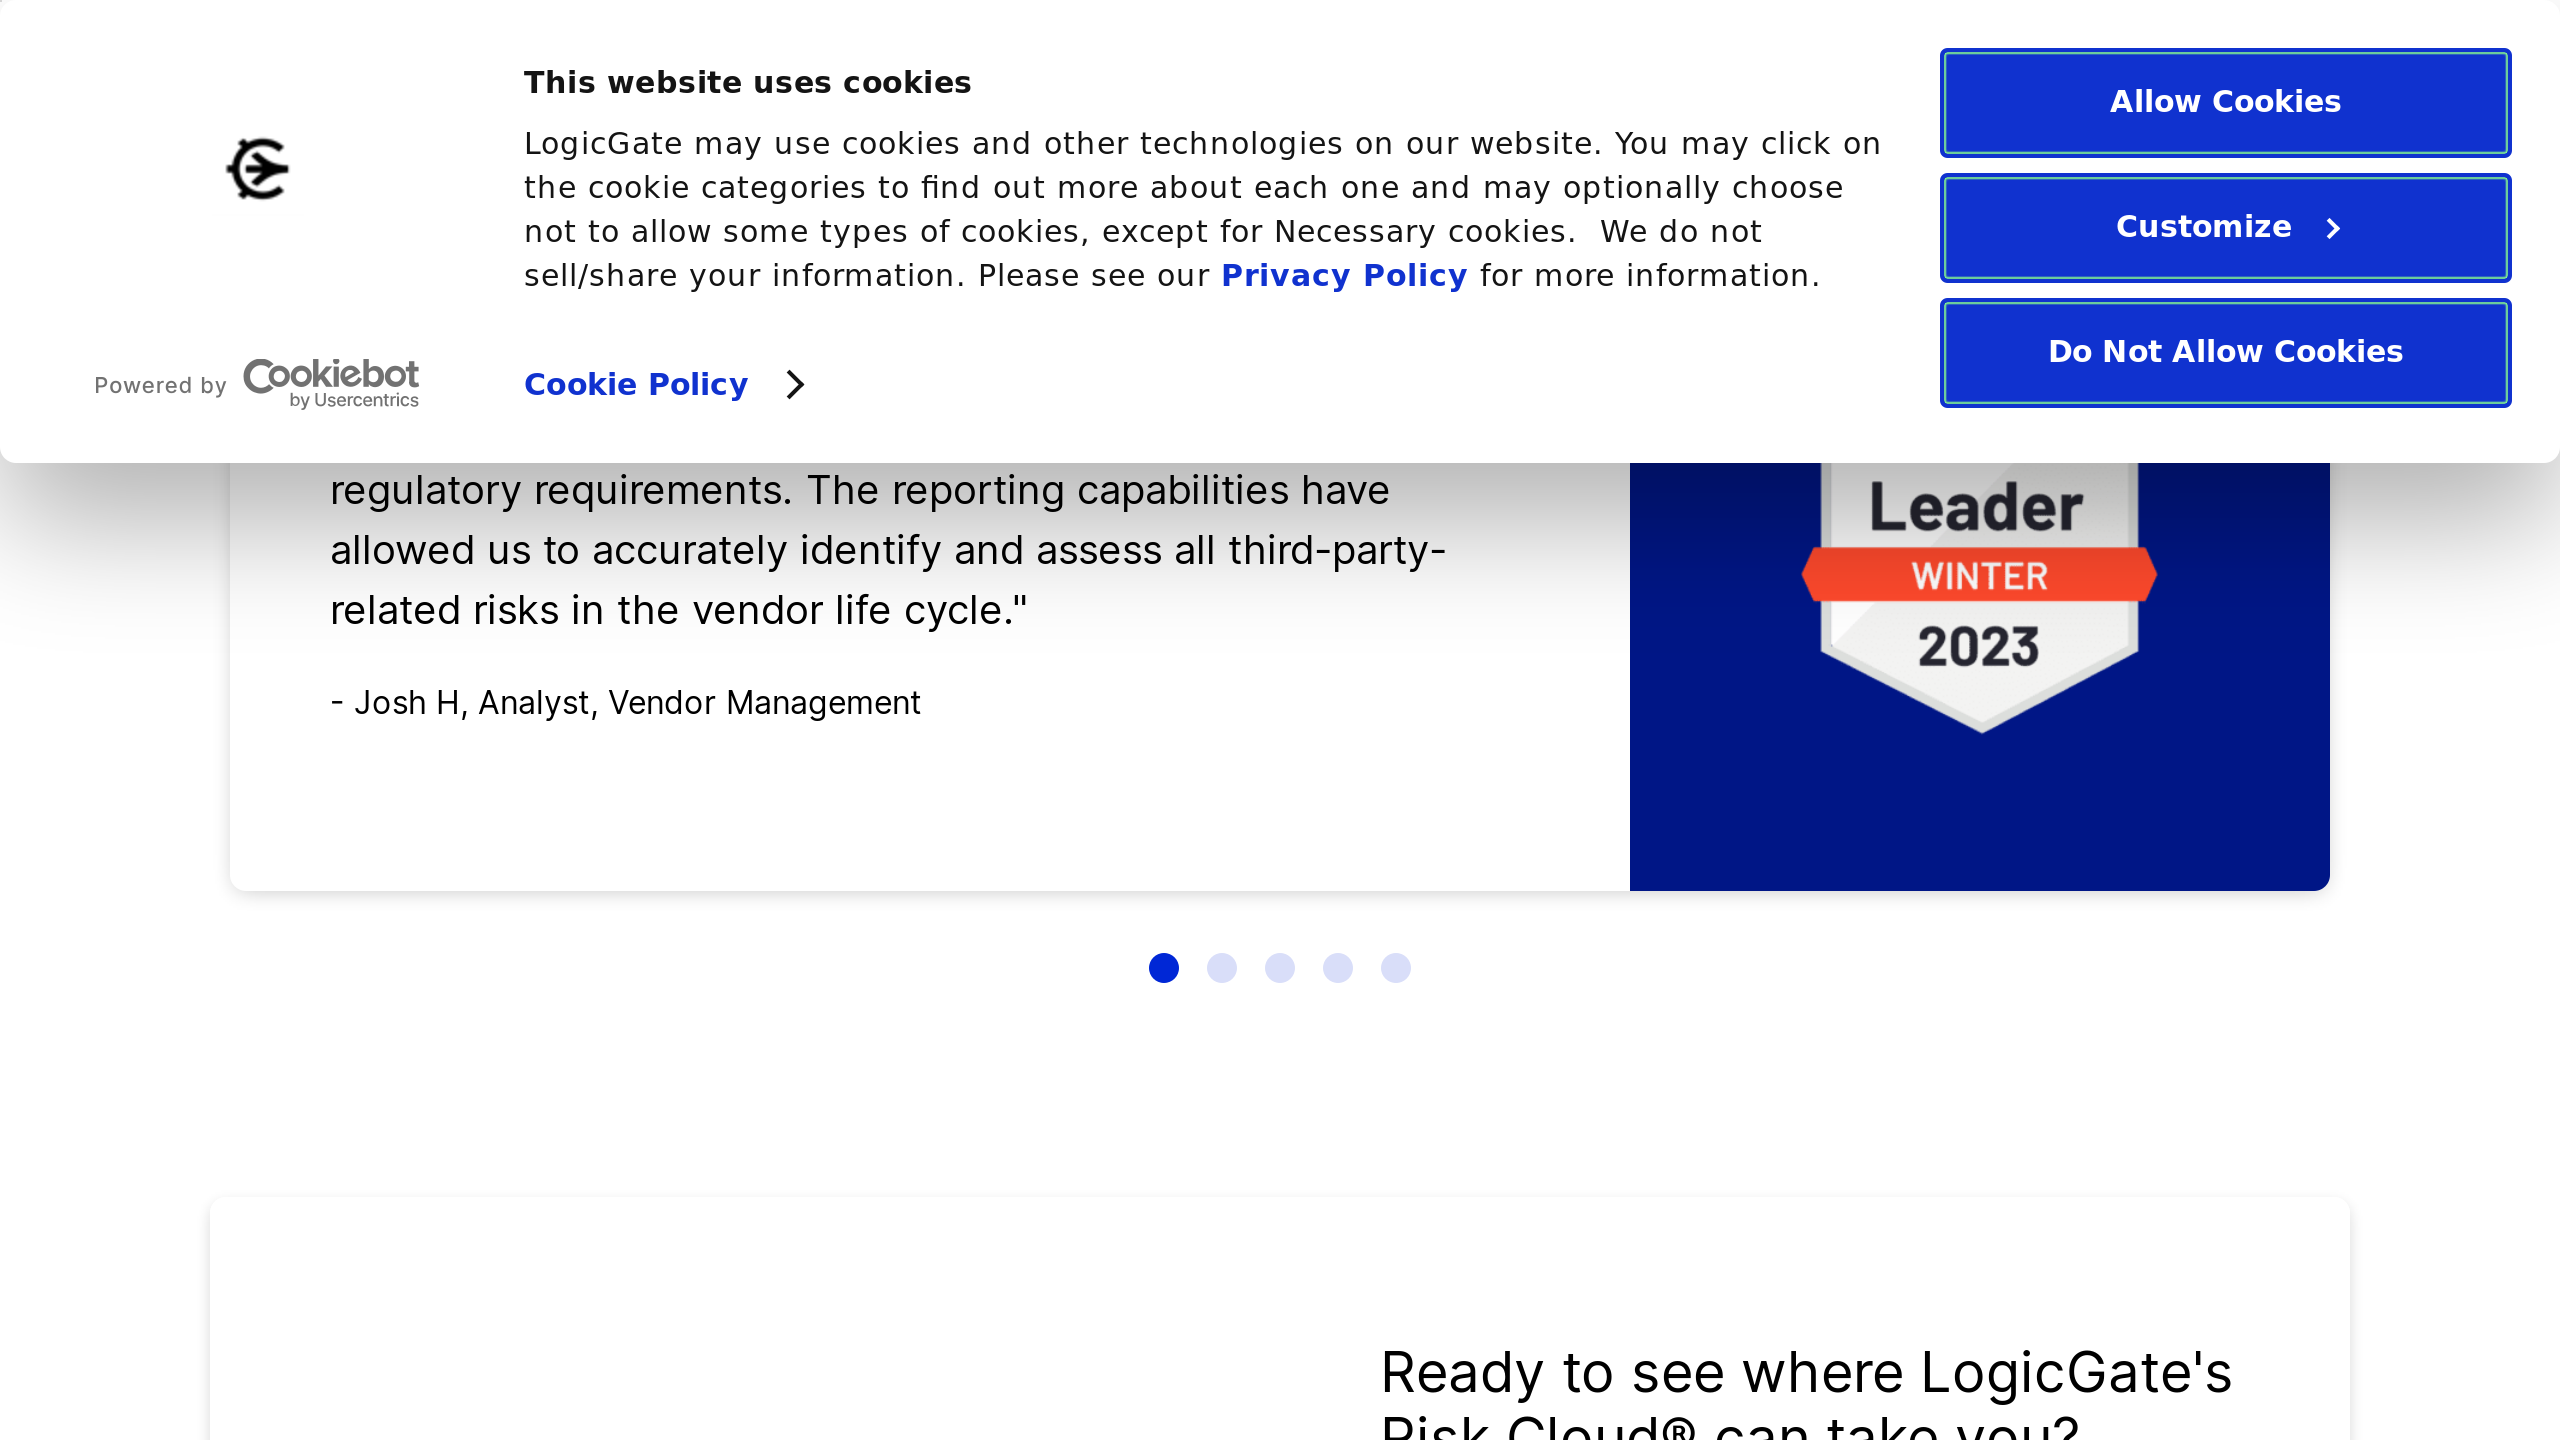 This website uses cookies
LogicGate may use cookies and other technologies on our website. You may click on
the cookie categories to find out more about each one and may optionally choose
not to allow some types of cookies, except for Necessary cookies.  We do not
sell/share your information. Please see our Privacy Policy for more information.
Powered by Cookiebot
by Usercentrics
Cookie Policy
Allow Cookies
Customize
Do Not Allow Cookies
regulatory requirements. The reporting capabilities have
allowed us to accurately identify and assess all third-party-
related risks in the vendor life cycle."
- Josh H, Analyst, Vendor Management
Leader
WINTER
2023
Ready to see where LogicGate's
Risk Cloud® can take you?